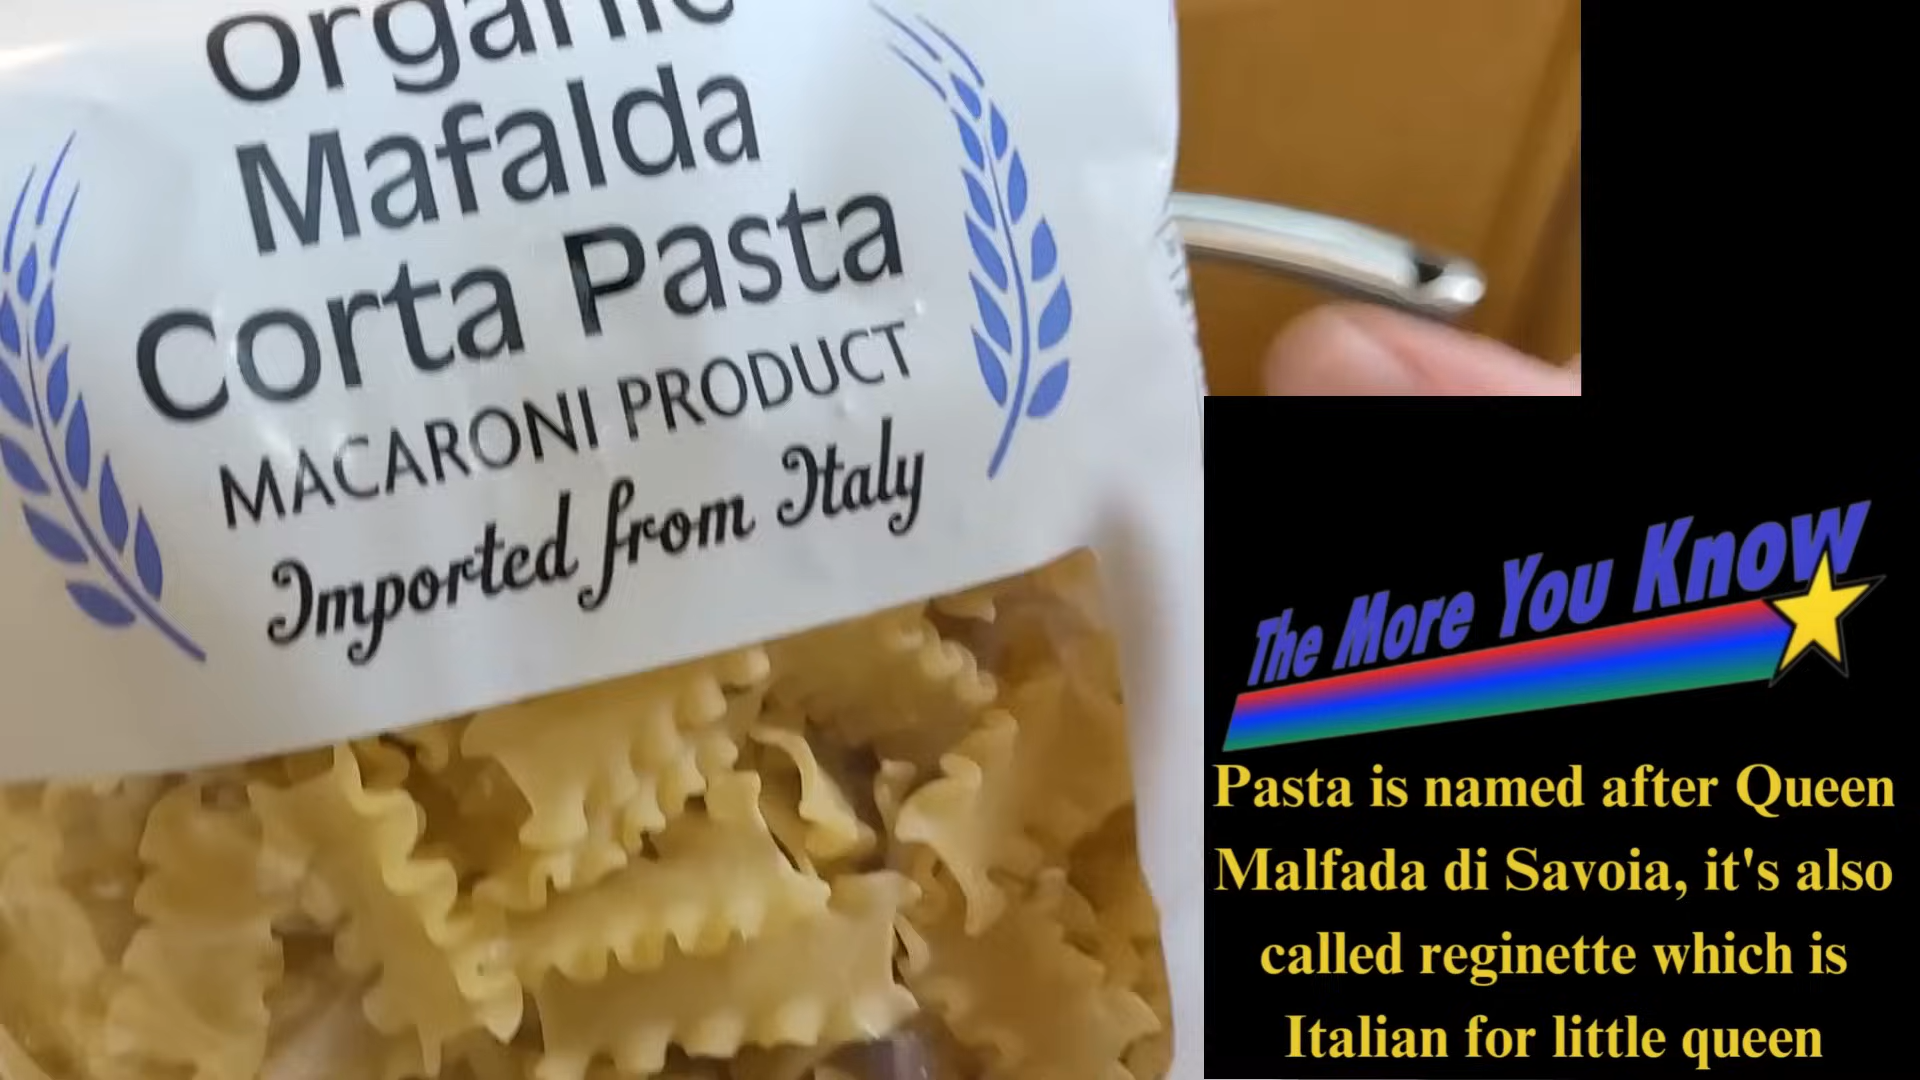 Organic
Mafalda
Corta Pasta
MACARONI PRODUCT
Imported from Italy
The More You Know
Pasta is named after Queen
Malfada di Savoia, it's also
called reginette which is
Italian for little queen